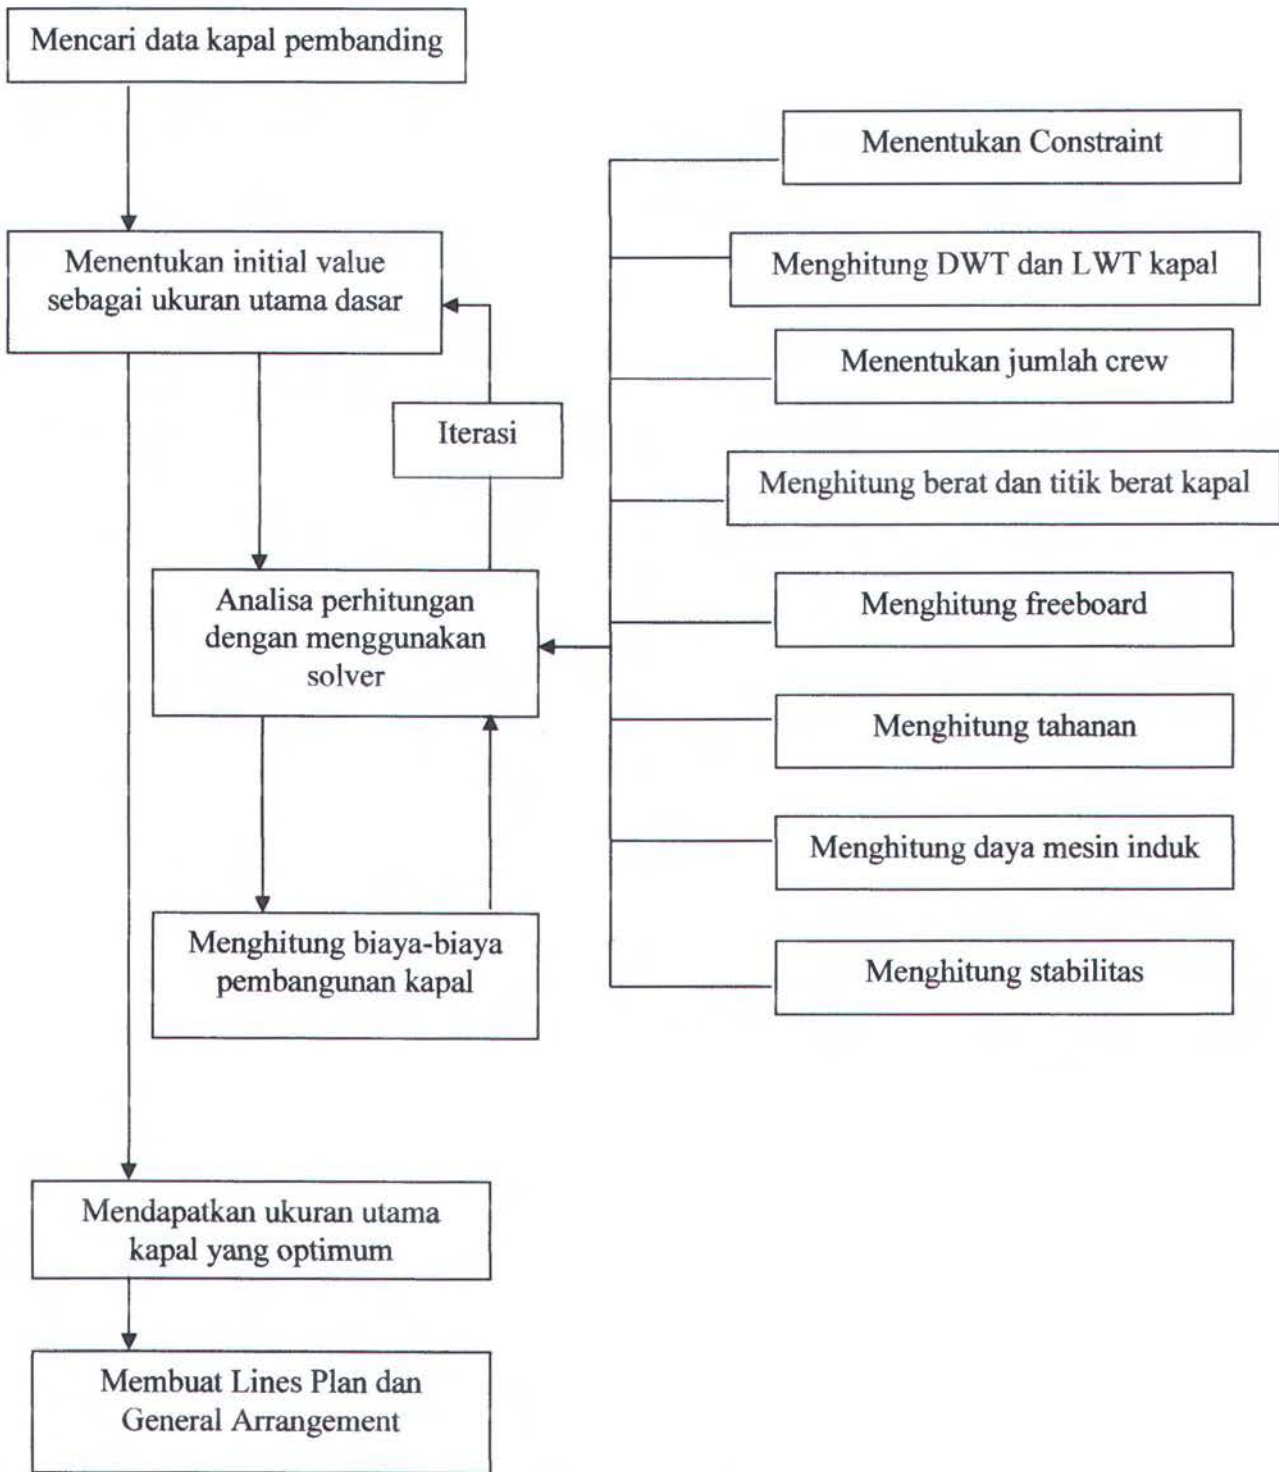 Mencari data kapal pembanding
Menentukan initial value
sebagai ukuran utama dasar
Iterasi
Analisa perhitungan
dengan menggunakan
solver
Menghitung biaya-biaya
pembangunan kapal
Mendapatkan ukuran utama
kapal yang optimum
Membuat Lines Plan dan
General Arrangement
Menentukan Constraint
Menghitung DWT dan LWT kapal
Menentukan jumlah crew
Menghitung berat dan titik berat kapal
Menghitung freeboard
Menghitung tahanan
Menghitung daya mesin induk
Menghitung stabilitas